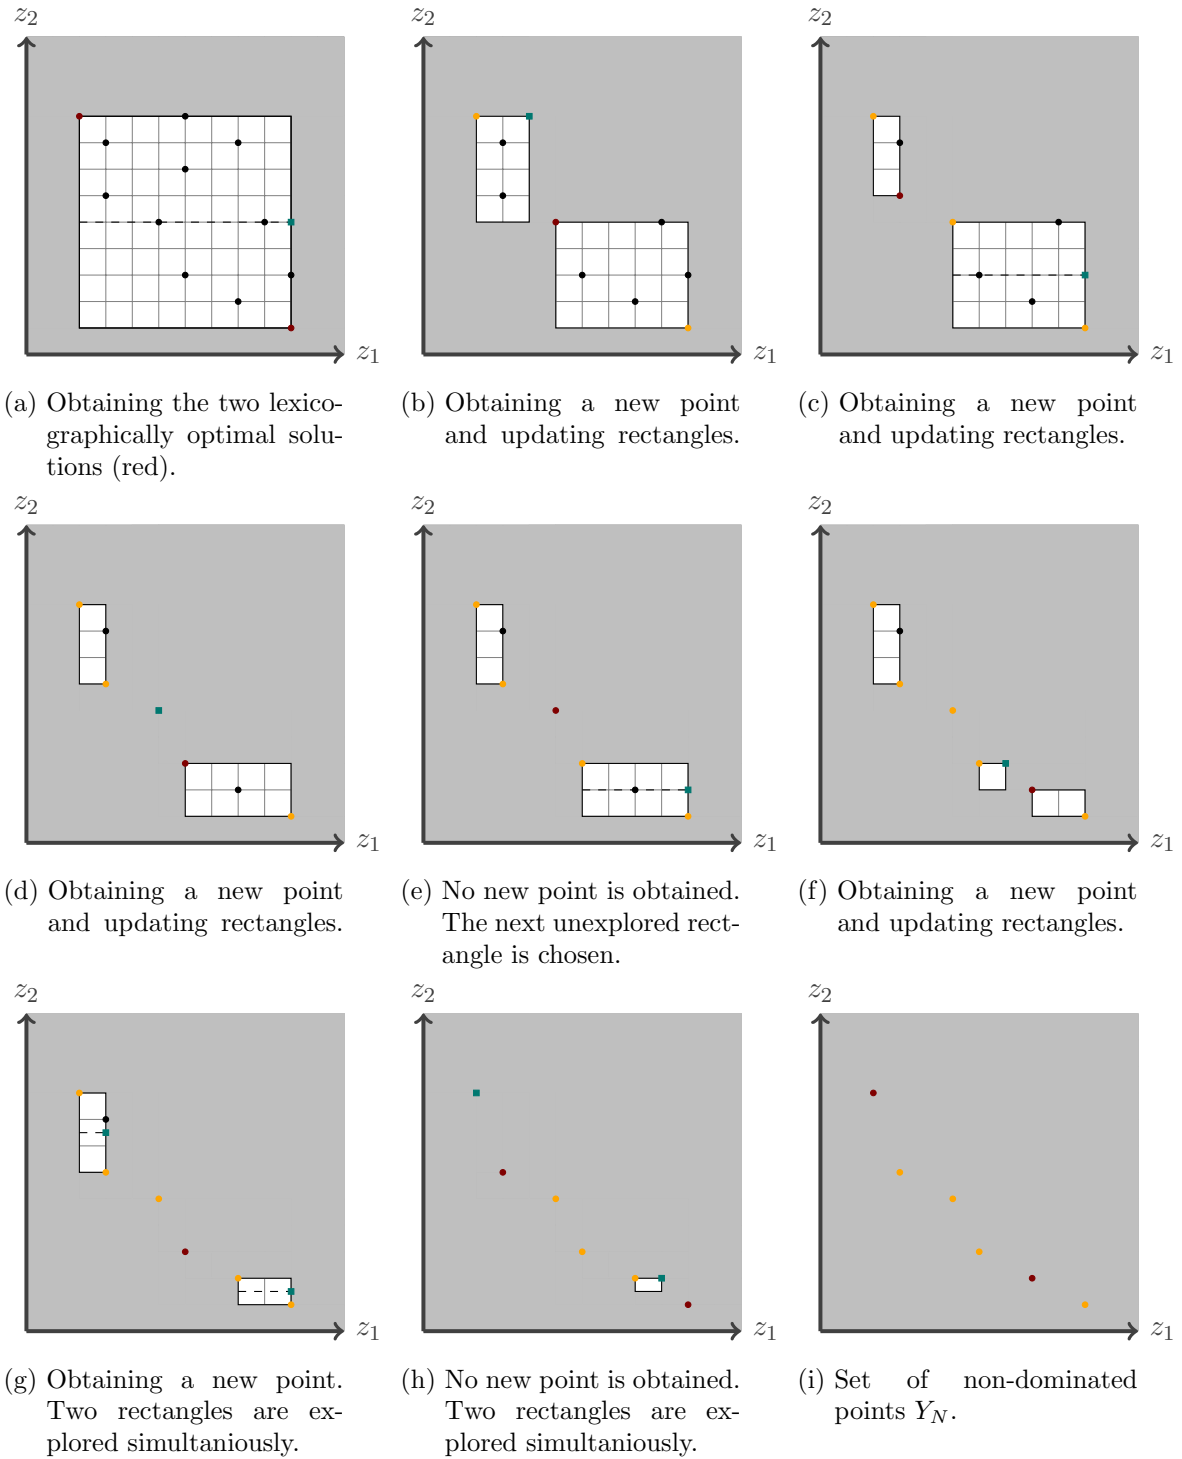 z2
z2
z2
z1
z1
z1
(a) Obtaining the two lexico-
graphically optimal solu-
tions (red).
(b) Obtaining a new point
and updating rectangles.
(c) Obtaining a new point
and updating rectangles.
z2
z2
z2
z1
z1
z1
(d) Obtaining a new point
and updating rectangles.
(e) No new point is obtained.
The next unexplored rect-
angle is chosen.
(f) Obtaining a new point
and updating rectangles.
z2
z2
z2
z1
z1
z1
(g) Obtaining a new point.
Two rectangles are ex-
plored simultaniously.
(h) No new point is obtained.
Two rectangles are ex-
plored simultaniously.
(i) Set of non-dominated
points Y_N.